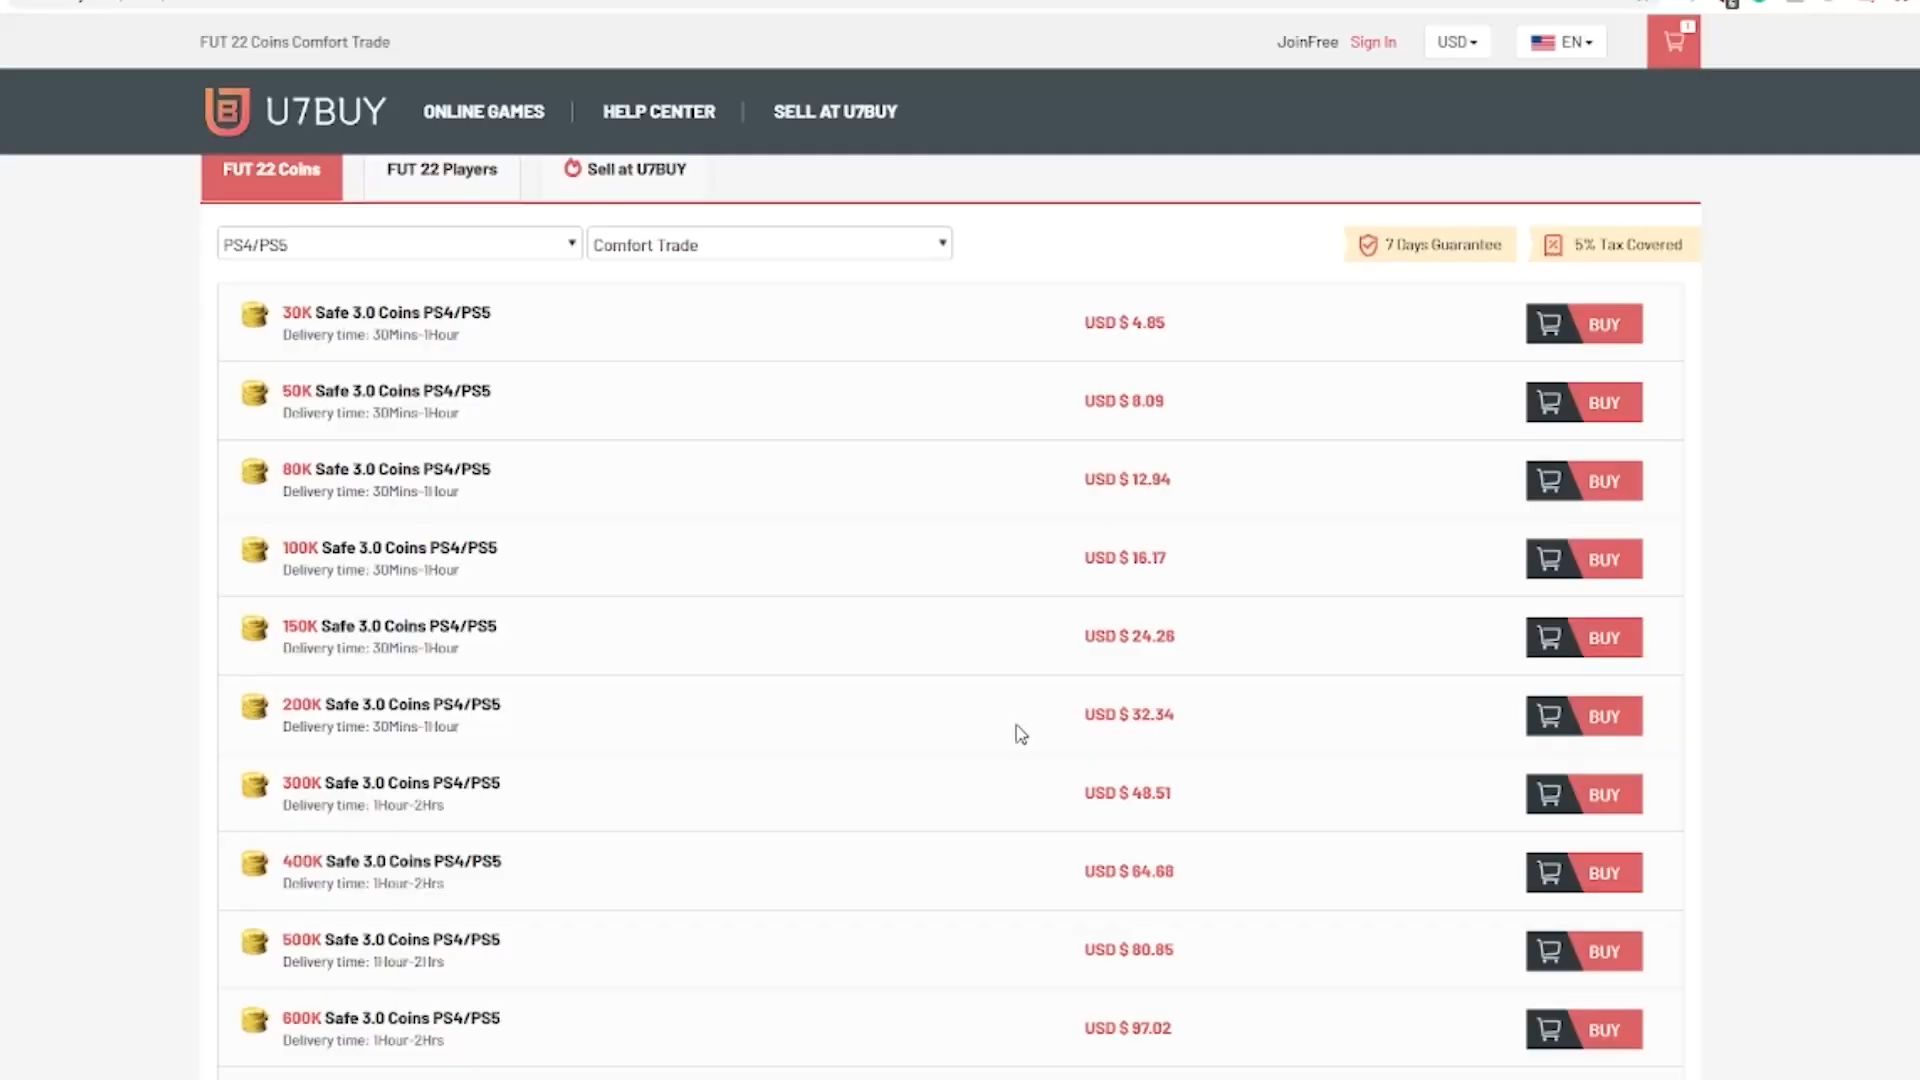 FUT 22 Coins Comfort Trade
JoinFree Sign In USD EN 1
U7BUY ONLINE GAMES HELP CENTER SELL AT U7BUY
FUT 22 Coins FUT 22 Players Sell at U7BUY
PS4/PS5 Comfort Trade 7 Days Guarantee 5% Tax Covered
30K Safe 3.0 Coins PS4/PS5
Delivery time: 30Mins-1Hour
USD $ 4.85 BUY
50K Safe 3.0 Coins PS4/PS5
Delivery time: 30Mins-1Hour
USD $ 8.09 BUY
80K Safe 3.0 Coins PS4/PS5
Delivery time: 30Mins-1Hour
USD $ 12.94 BUY
100K Safe 3.0 Coins PS4/PS5
Delivery time: 30Mins-1Hour
USD $ 16.17 BUY
150K Safe 3.0 Coins PS4/PS5
Delivery time: 30Mins-1Hour
USD $ 24.26 BUY
200K Safe 3.0 Coins PS4/PS5
Delivery time: 30Mins-1Hour
USD $ 32.34 BUY
300K Safe 3.0 Coins PS4/PS5
Delivery time: 1Hour-2Hrs
USD $ 48.51 BUY
400K Safe 3.0 Coins PS4/PS5
Delivery time: 1Hour-2Hrs
USD $ 64.68 BUY
500K Safe 3.0 Coins PS4/PS5
Delivery time: 1Hour-2Hrs
USD $ 80.85 BUY
600K Safe 3.0 Coins PS4/PS5
Delivery time: 1Hour-2Hrs
USD $ 97.02 BUY